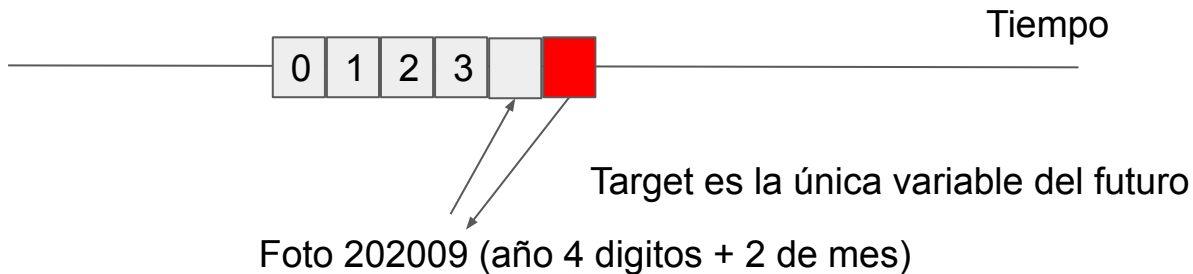 Tiempo
0 1 2 3
Target es la única variable del futuro
Foto 202009 (año 4 digitos + 2 de mes)